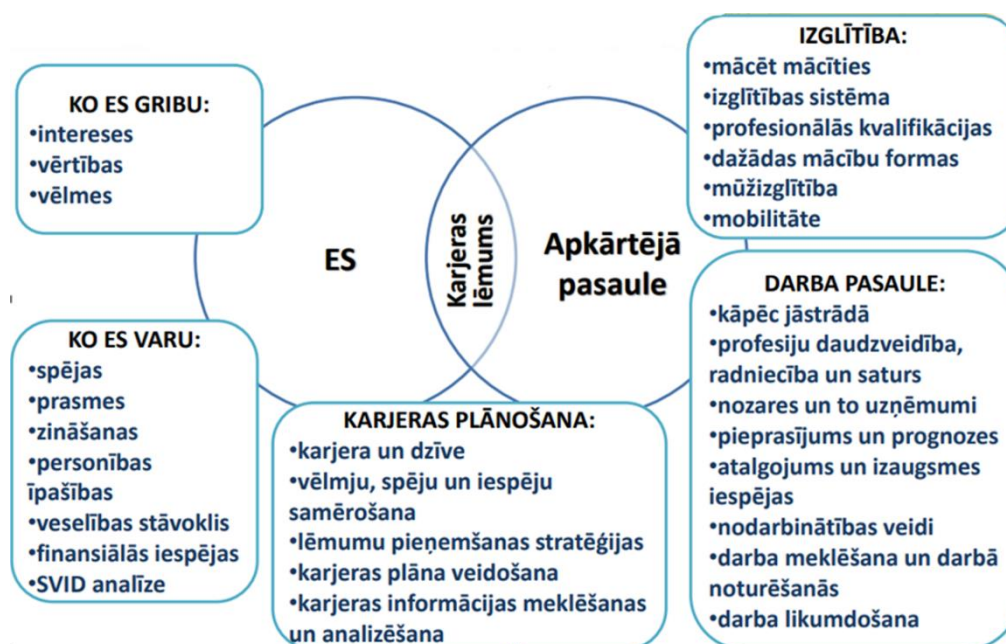 KO ES GRIBU:
•intereses
•vērtības
•vēlmes
KO ES VARU:
•spējas
•prasmes
•zināšanas
•personības
īpašības
•veselības stāvoklis
•finansiālās iespējas
•SVID analīze
ES
Karjeras
lēmums
Apkārtējā
pasaule
KARJERAS PLĀNOŠANA:
•karjera un dzīve
•vēlmju, spēju un iespēju
samērošana
•lēmumu pieņemšanas stratēģijas
•karjeras plāna veidošana
•karjeras informācijas meklēšanas
un analizēšana
IZGLĪTĪBA:
•mācēt mācīties
•izglītības sistēma
•profesionālās kvalifikācijas
•dažādas mācību formas
•mūžizglītība
•mobilitāte
DARBA PASAULE:
•kāpēc jāstrādā
•profesiju daudzveidība,
radniecība un saturs
•nozares un to uzņēmumi
•pieprasījums un prognozes
•atalgojums un izaugsmes
iespējas
•nodarbinātības veidi
•darba meklēšana un darbā
noturēšanās
•darba likumdošana